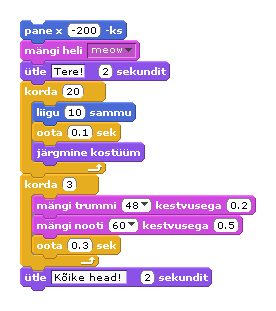 pane x -200 -ks
mängi heli meow
ütle Tere! 2 sekundit
korda 20
liigu 10 sammu
oota 0.1 sek
järgmine kostüüm
korda 3
mängi trummi 48 kestvusega 0.2
mängi nooti 60 kestvusega 0.5
oota 0.3 sek
ütle Kõike head! 2 sekundit